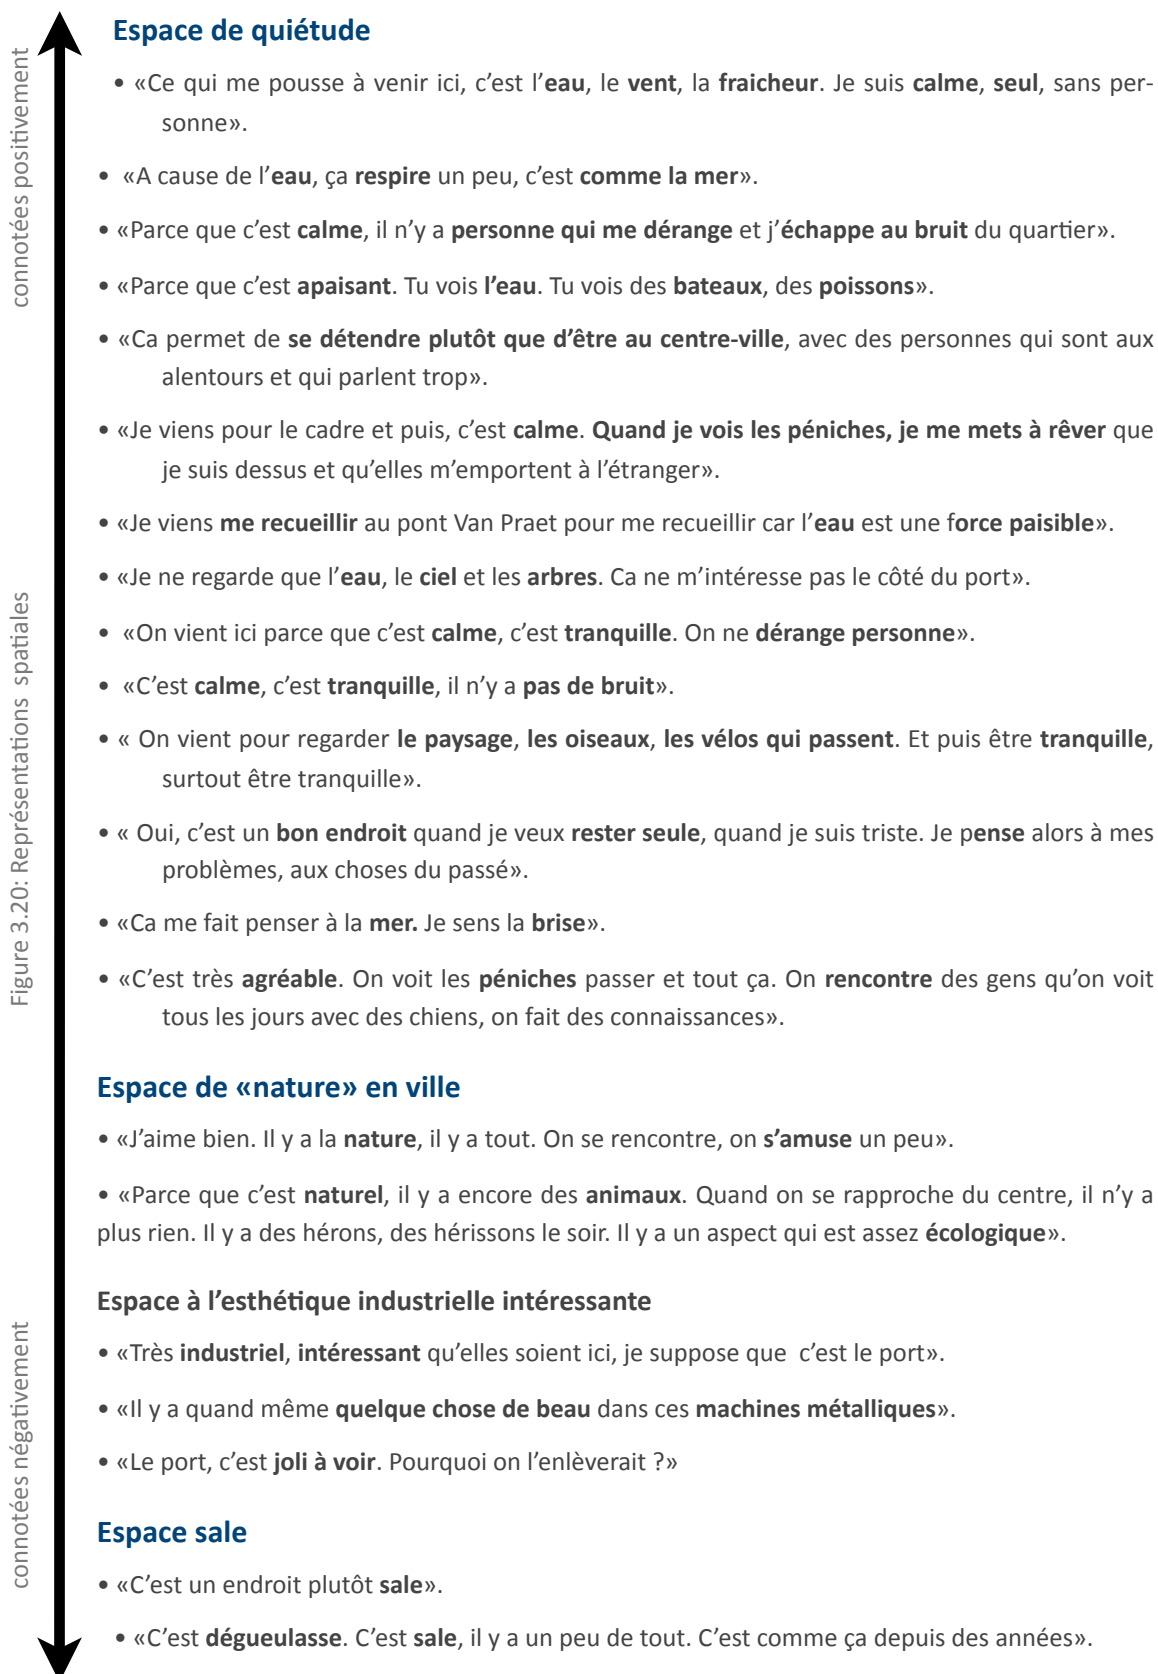 Espace de quiétude
• «Ce qui me pousse à venir ici, c’est l’eau, le vent, la fraicheur. Je suis calme, seul, sans per-
sonne».
• «A cause de l’eau, ça respire un peu, c’est comme la mer».
• «Parce que c’est calme, il n’y a personne qui me dérange et j’échappe au bruit du quartier».
• «Parce que c’est apaisant. Tu vois l’eau. Tu vois des bateaux, des poissons».
• «Ca permet de se détendre plutôt que d’être au centre-ville, avec des personnes qui sont aux
alentours et qui parlent trop».
• «Je viens pour le cadre et puis, c’est calme. Quand je vois les péniches, je me mets à rêver que
je suis dessus et qu’elles m’emportent à l’étranger».
• «Je viens me recueillir au pont Van Praet pour me recueillir car l’eau est une force paisible».
• «Je ne regarde que l’eau, le ciel et les arbres. Ca ne m’intéresse pas le côté du port».
• «On vient ici parce que c’est calme, c’est tranquille. On ne dérange personne».
• «C’est calme, c’est tranquille, il n’y a pas de bruit».
• « On vient pour regarder le paysage, les oiseaux, les vélos qui passent. Et puis être tranquille,
surtout être tranquille».
• « Oui, c’est un bon endroit quand je veux rester seule, quand je suis triste. Je pense alors à mes
problèmes, aux choses du passé».
• «Ca me fait penser à la mer. Je sens la brise».
• «C’est très agréable. On voit les péniches passer et tout ça. On rencontre des gens qu’on voit
tous les jours avec des chiens, on fait des connaissances».
Espace de «nature» en ville
• «J’aime bien. Il y a la nature, il y a tout. On se rencontre, on s’amuse un peu».
• «Parce que c’est naturel, il y a encore des animaux. Quand on se rapproche du centre, il n’y a
plus rien. Il y a des hérons, des hérissons le soir. Il y a un aspect qui est assez écologique».
Espace à l’esthétique industrielle intéressante
• «Très industriel, intéressant qu’elles soient ici, je suppose que c’est le port».
• «Il y a quand même quelque chose de beau dans ces machines métalliques».
• «Le port, c’est joli à voir. Pourquoi on l’enlèverait ?»
Espace sale
• «C’est un endroit plutôt sale».
• «C’est dégueulasse. C’est sale, il y a un peu de tout. C’est comme ça depuis des années».
connotées positivement
Figure 3.20: Représentations spatiales
connotées négativement